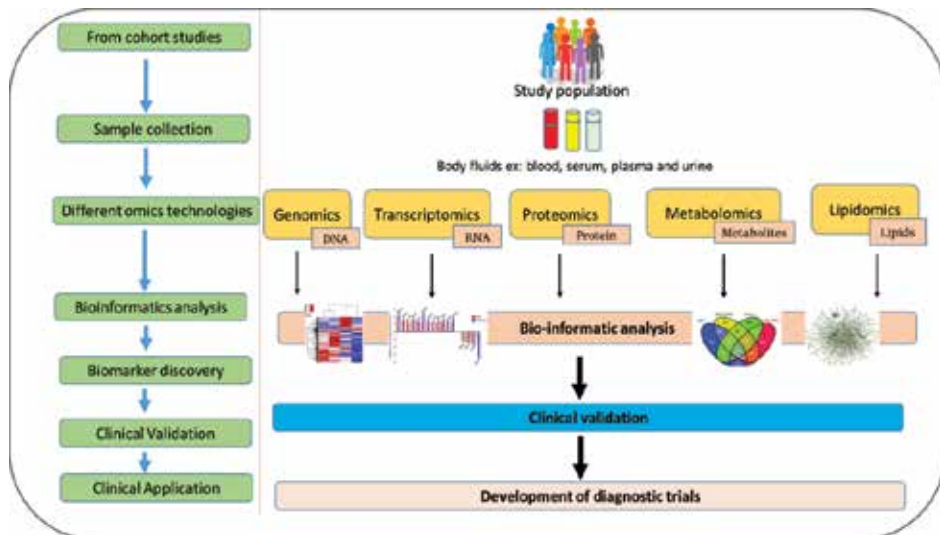 From cohort studies
Sample collection
Different omics technologies
Bioinformatics analysis
Biomarker discovery
Clinical Validation
Clinical Application
Study population
Body fluids ex: blood, serum, plasma and urine
Genomics
DNA
Transcriptomics
RNA
Proteomics
Protein
Metabolomics
Metabolites
Lipidomics
Lipids
Bio-informatic analysis
Clinical validation
Development of diagnostic trials